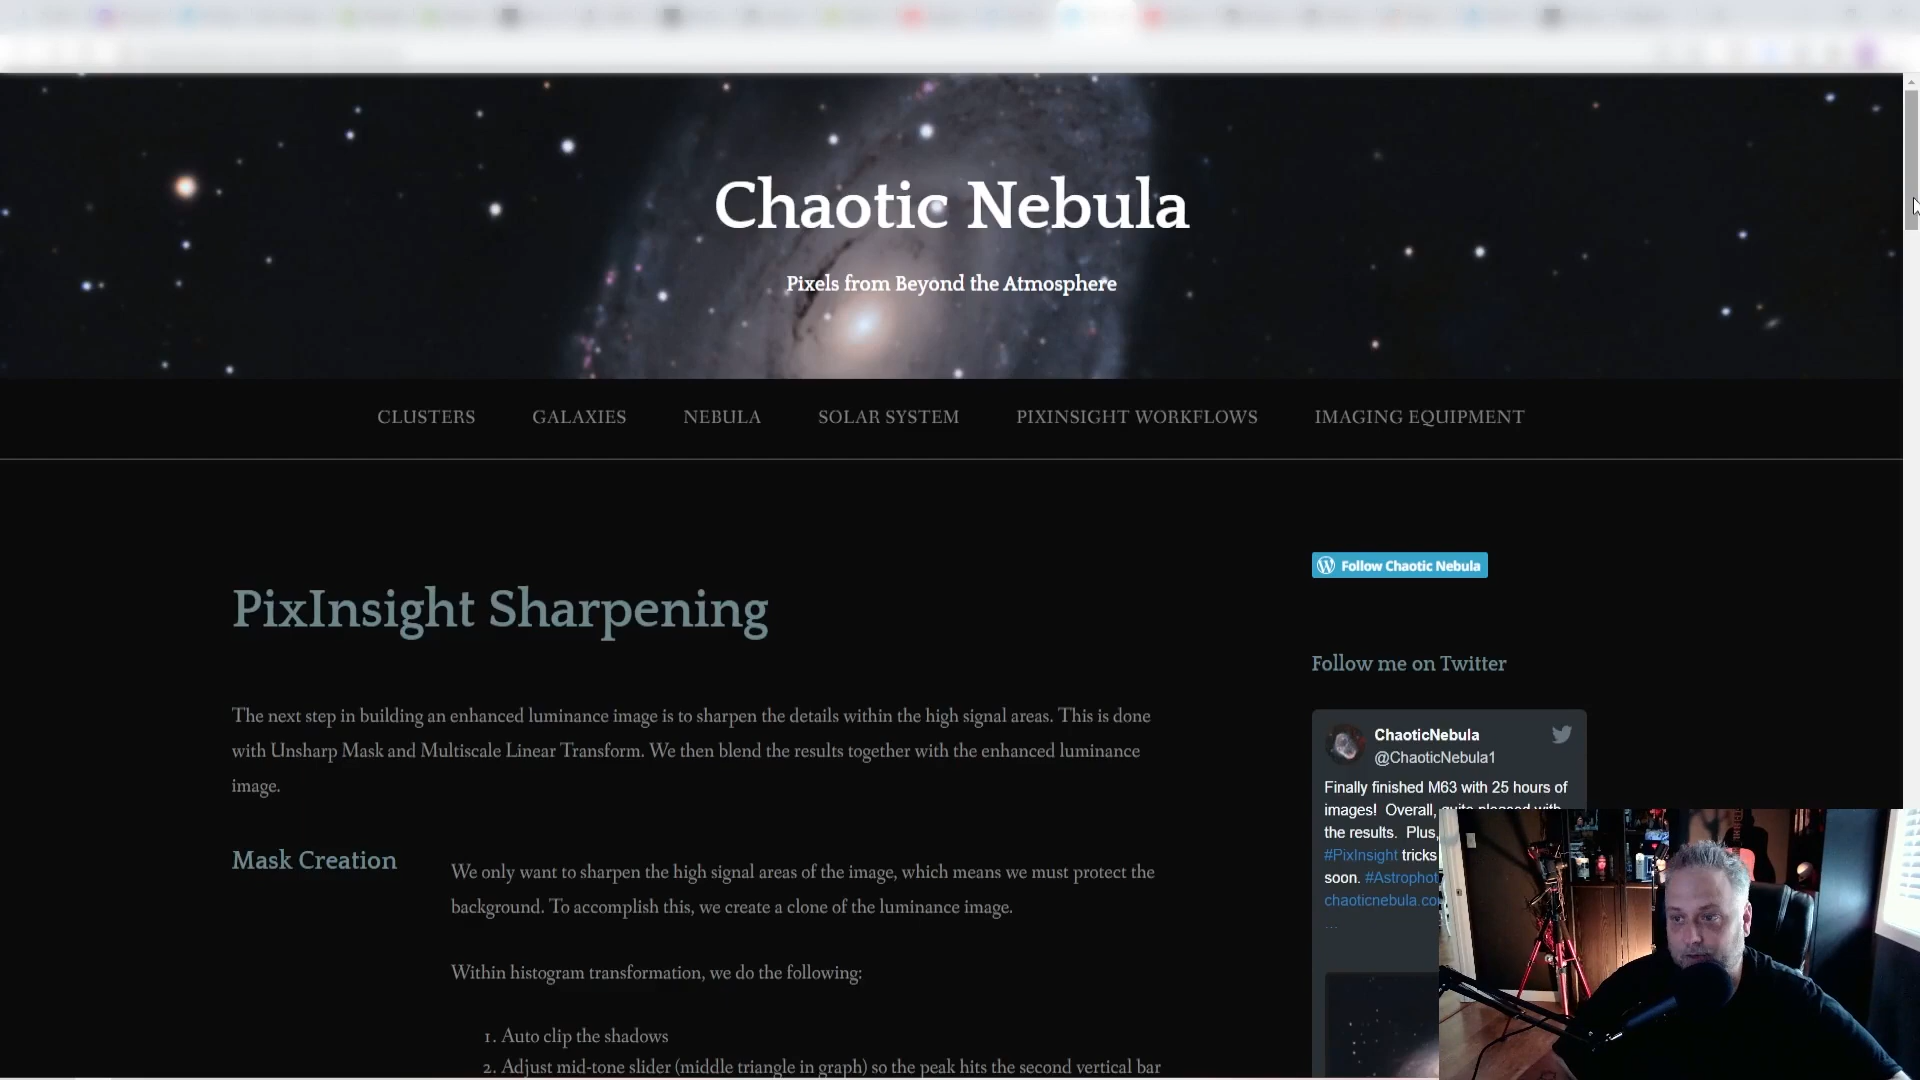 Chaotic Nebula
Pixels from Beyond the Atmosphere
CLUSTERS GALAXIES NEBULA SOLAR SYSTEM PIXINSIGHT WORKFLOWS IMAGING EQUIPMENT
PixInsight Sharpening
The next step in building an enhanced luminance image is to sharpen the details within the high signal areas. This is done
with Unsharp Mask and Multiscale Linear Transform. We then blend the results together with the enhanced luminance
image.
Mask Creation
We only want to sharpen the high signal areas of the image, which means we must protect the
background. To accomplish this, we create a clone of the luminance image.
Within histogram transformation, we do the following:
1. Auto clip the shadows
2. Adjust mid-tone slider (middle triangle in graph) so the peak hits the second vertical bar
Follow Chaotic Nebula
Follow me on Twitter
ChaoticNebula
@ChaoticNebula1
Finally finished M63 with 25 hours of
images! Overall, quite pleased with
the results. Plus,
#PixInsight tricks
soon. #Astrophot
chaoticnebula.co
...